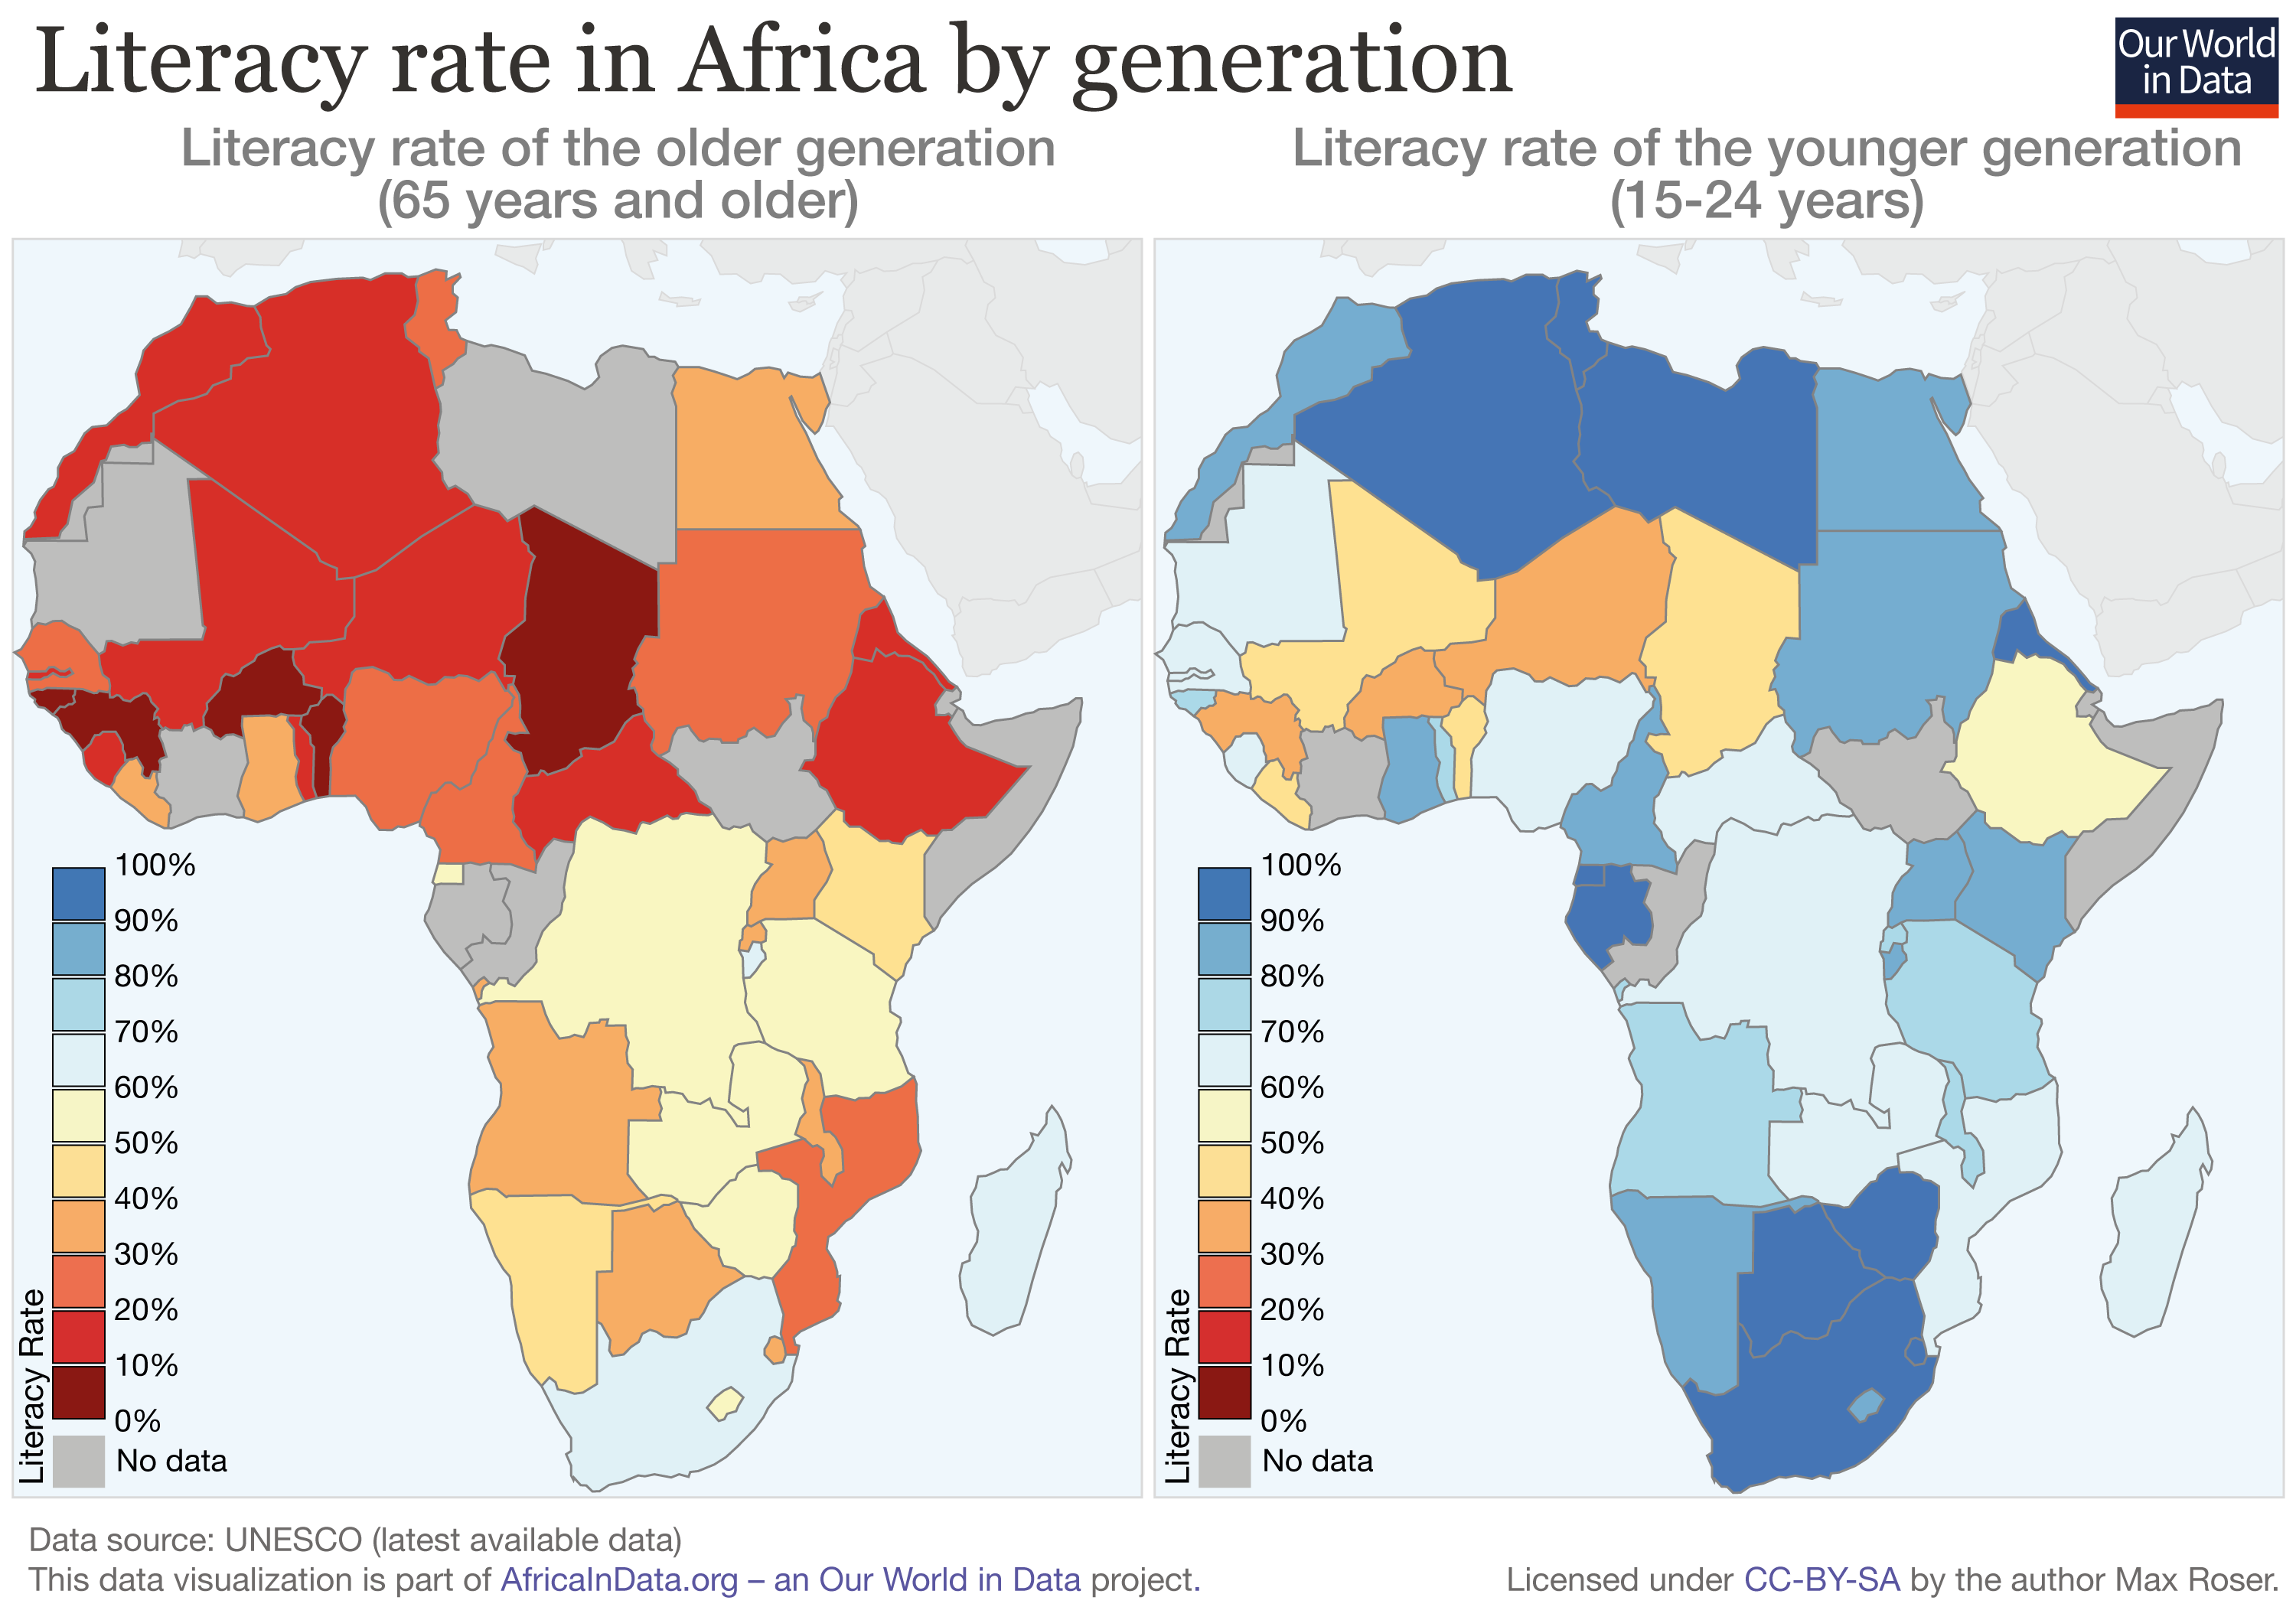 Literacy rate in Africa by generation
Our World
in Data
Literacy rate of the older generation
(65 years and older)
Literacy rate of the younger generation
(15-24 years)
100%
90%
80%
70%
60%
50%
40%
30%
20%
10%
0%
No data
Literacy Rate
100%
90%
80%
70%
60%
50%
40%
30%
20%
10%
0%
No data
Literacy Rate
Data source: UNESCO (latest available data)
This data visualization is part of AfricaInData.org – an Our World in Data project.
Licensed under CC-BY-SA by the author Max Roser.